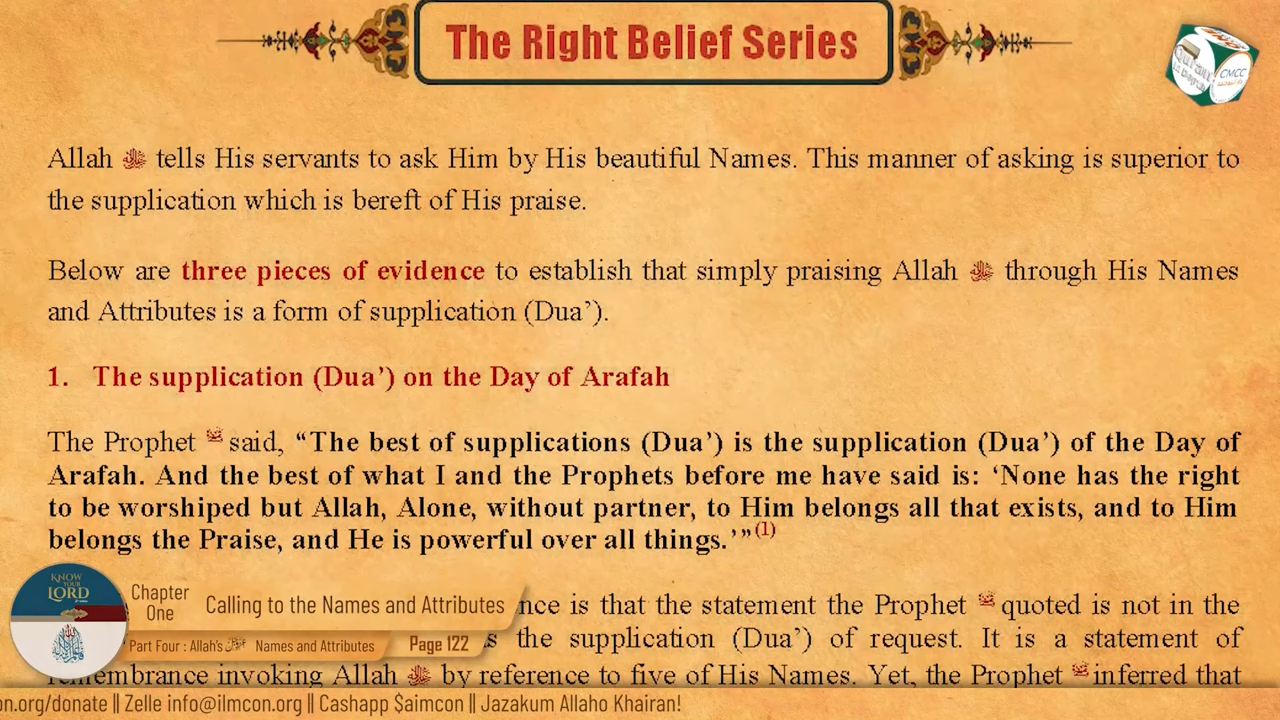 The Right Belief Series
CMCC
Allah ﷻ tells His servants to ask Him by His beautiful Names. This manner of asking is superior to
the supplication which is bereft of His praise.
Below are three pieces of evidence to establish that simply praising Allah ﷻ through His Names
and Attributes is a form of supplication (Dua’).
1. The supplication (Dua’) on the Day of Arafah
The Prophet ﷺ said, “The best of supplications (Dua’) is the supplication (Dua’) of the Day of
Arafah. And the best of what I and the Prophets before me have said is: ‘None has the right
to be worshiped but Allah, Alone, without partner, to Him belongs all that exists, and to Him
belongs the Praise, and He is powerful over all things.’”(1)
nce is that the statement the Prophet ﷺ quoted is not in the
s the supplication (Dua’) of request. It is a statement of
remembrance invoking Allah ﷻ by reference to five of His Names. Yet, the Prophet ﷺ inferred that
KNOW
YOUR
LORD
Chapter
One
Calling to the Names and Attributes
Part Four : Allah's ﷻ Names and Attributes
Page 122
on.org/donate || Zelle info@ilmcon.org || Cashapp $aimcon || Jazakum Allaho Khairan!